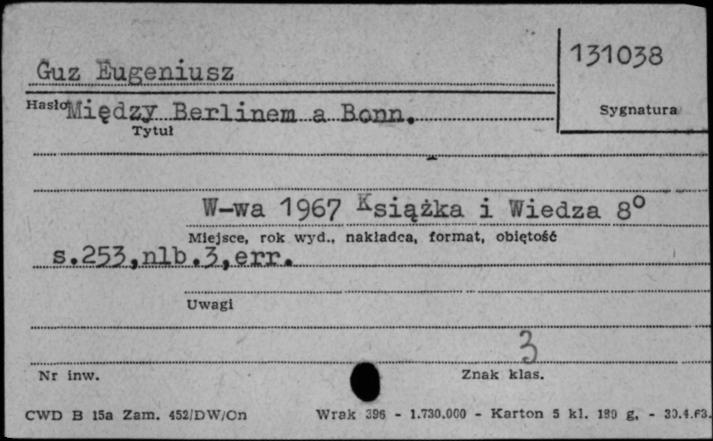 131038
Guz Eugeniusz
Sygnatura
Hasło Między Berlinem a Bonn.
Tytuł
W-wa 1967 Książka i Wiedza 8°
Miejsce, rok wyd., nakładca, format, objętość
s.253,nlb.3,err.
Uwagi
3
Nr inw.
Znak klas.
CWD B 15a Zam. 452/DW/On Wrak 396 - 1.730.000 - Karton 5 kl. 180 g. - 30.4.63.